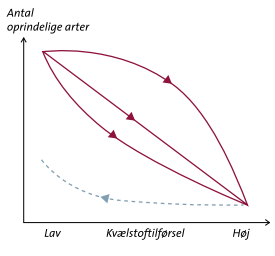 Antal
oprindelige arter
Lav
Kvælstoftilførsel
Høj